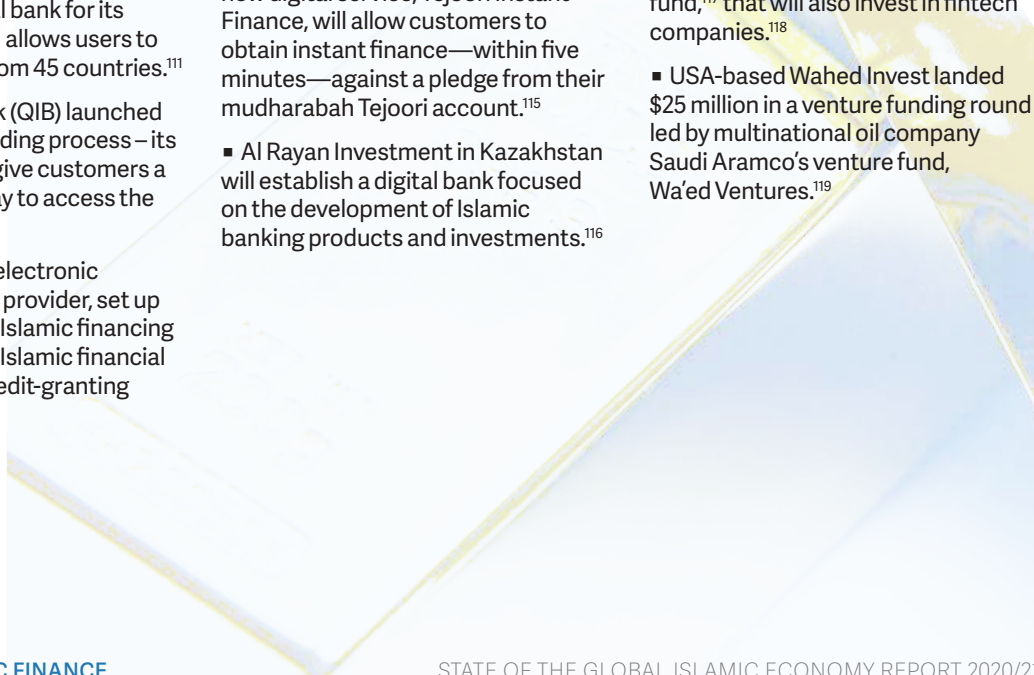 l bank for its
allows users to
om 45 countries.111
k (QIB) launched
ding process – its
give customers a
y to access the
electronic
provider, set up
Islamic financing
Islamic financial
edit-granting
Finance, will allow customers to
obtain instant finance—within five
minutes—against a pledge from their
mudharabah Tejoori account.115
▪ Al Rayan Investment in Kazakhstan
will establish a digital bank focused
on the development of Islamic
banking products and investments.116
fund,117 that will also invest in fintech
companies.118
▪ USA-based Wahed Invest landed
$25 million in a venture funding round
led by multinational oil company
Saudi Aramco’s venture fund,
Wa’ed Ventures.119
C FINANCE
STATE OF THE GLOBAL ISLAMIC ECONOMY REPORT 2020/2